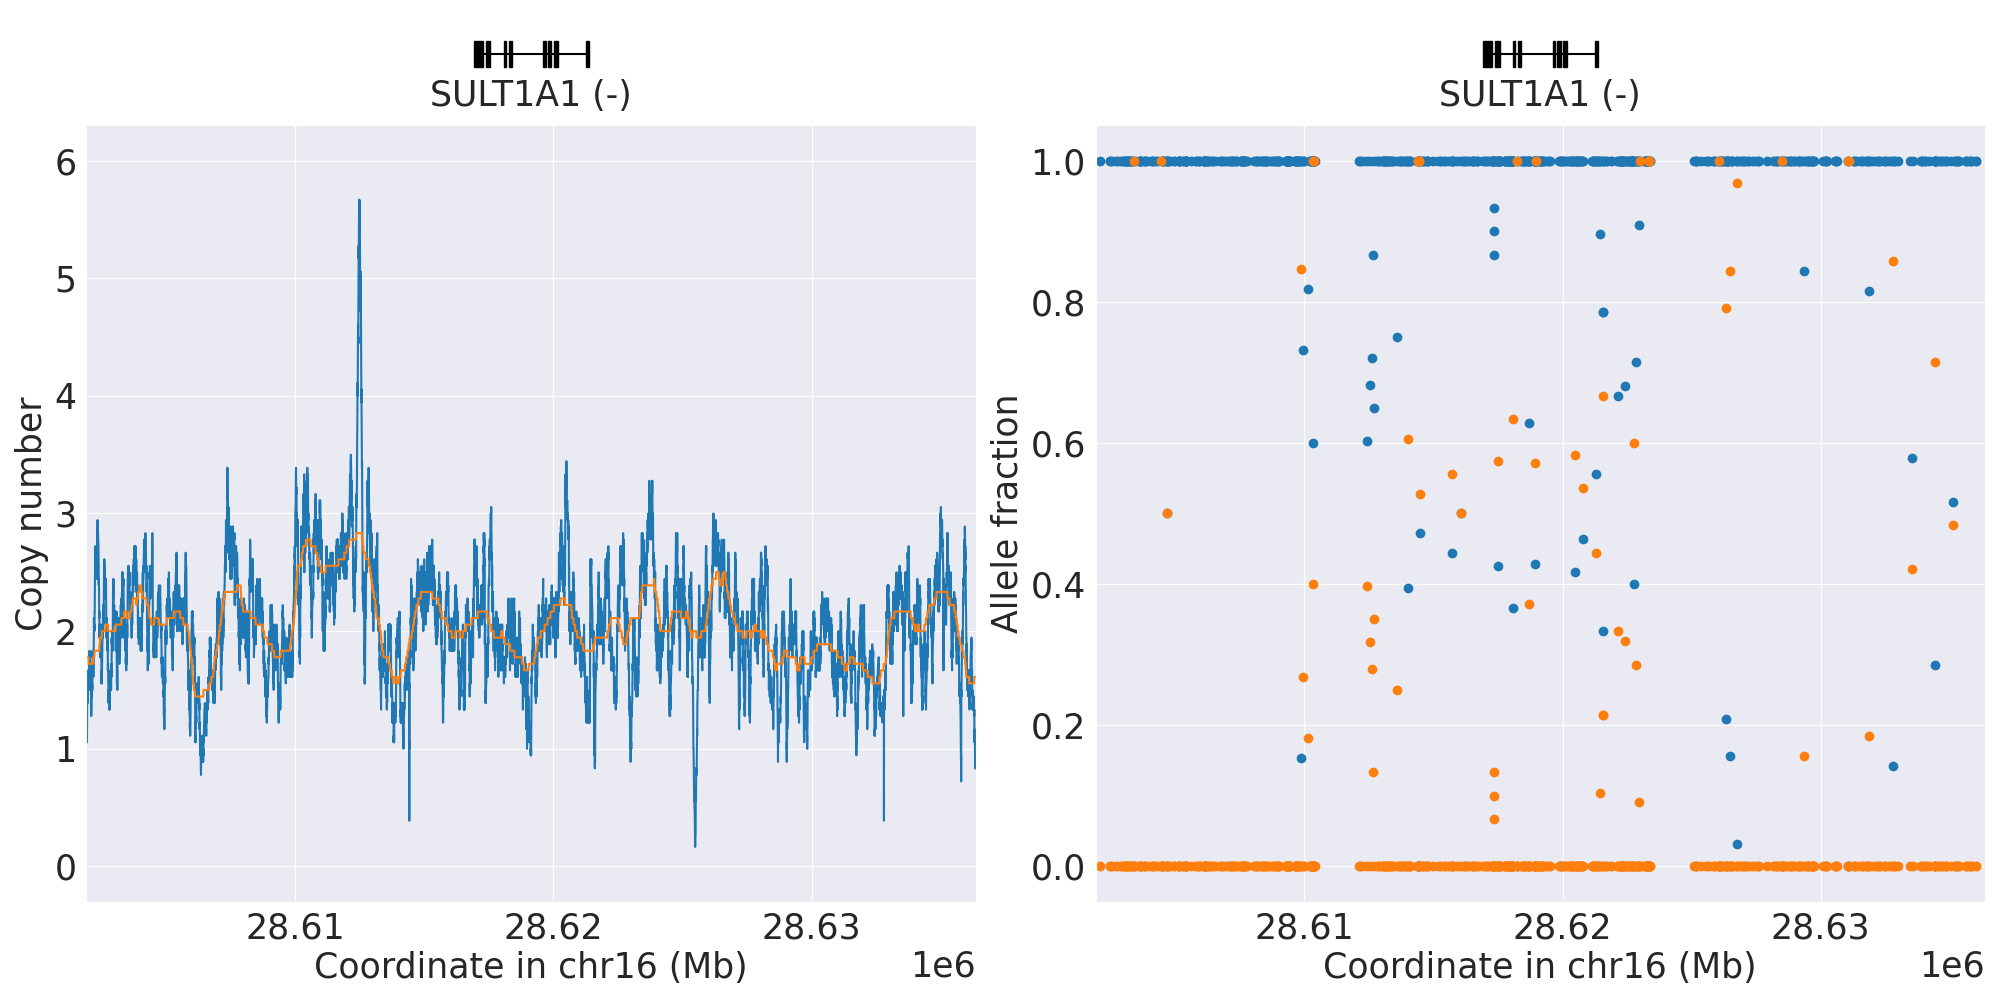 SULT1A1 (-)
Copy number
6
5
4
3
2
1
0
28.61
28.62
28.63
Coordinate in chr16 (Mb)
1e6
SULT1A1 (-)
Allele fraction
1.0
0.8
0.6
0.4
0.2
0.0
28.61
28.62
28.63
Coordinate in chr16 (Mb)
1e6